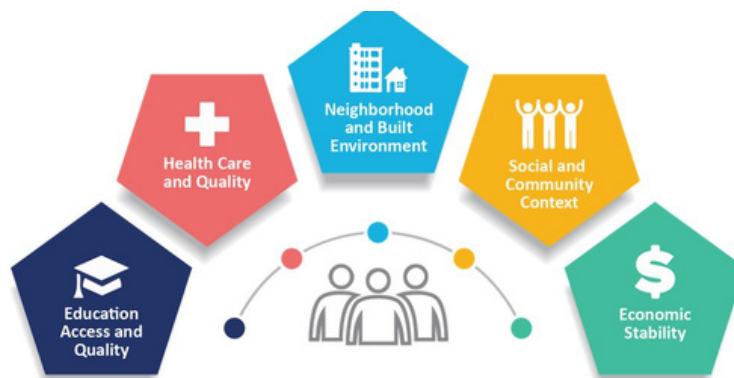 Neighborhood
and Built
Environment
Health Care
and Quality
Social and
Community
Context
Education
Access and
Quality
$
Economic
Stability